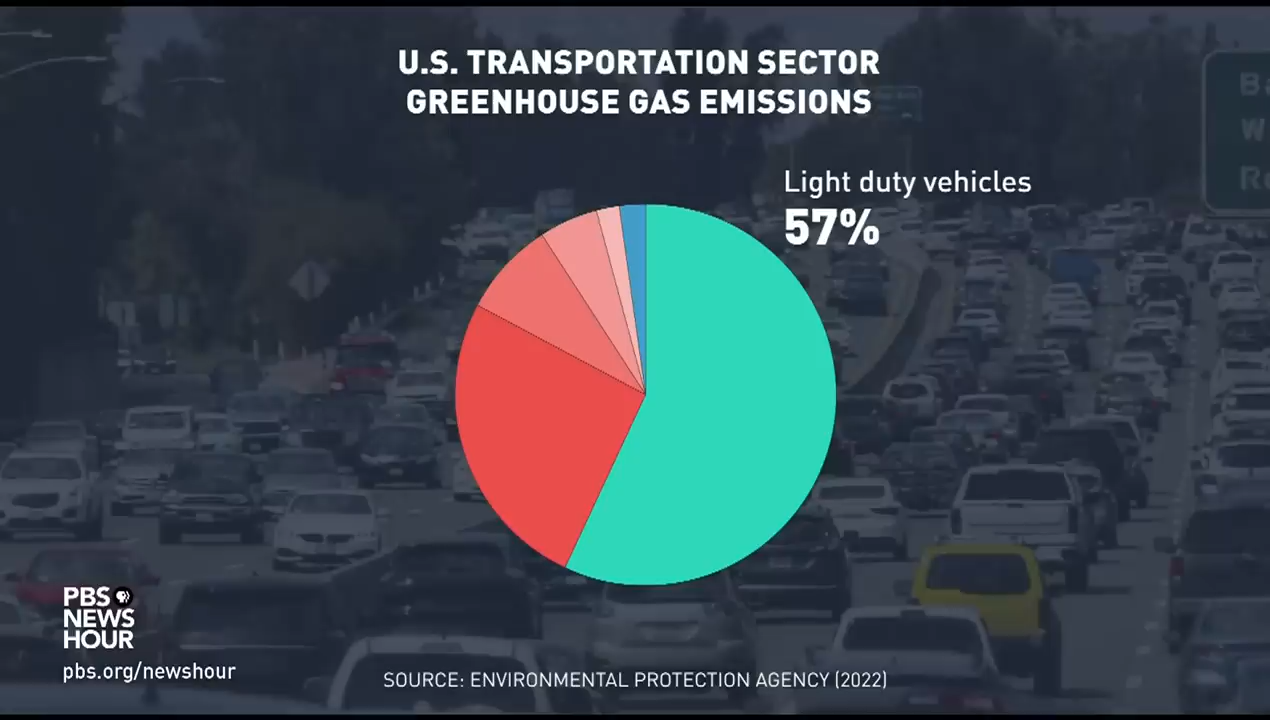 U.S. TRANSPORTATION SECTOR
GREENHOUSE GAS EMISSIONS
Light duty vehicles
57%
PBS
NEWS
HOUR
pbs.org/newshour
SOURCE: ENVIRONMENTAL PROTECTION AGENCY (2022)